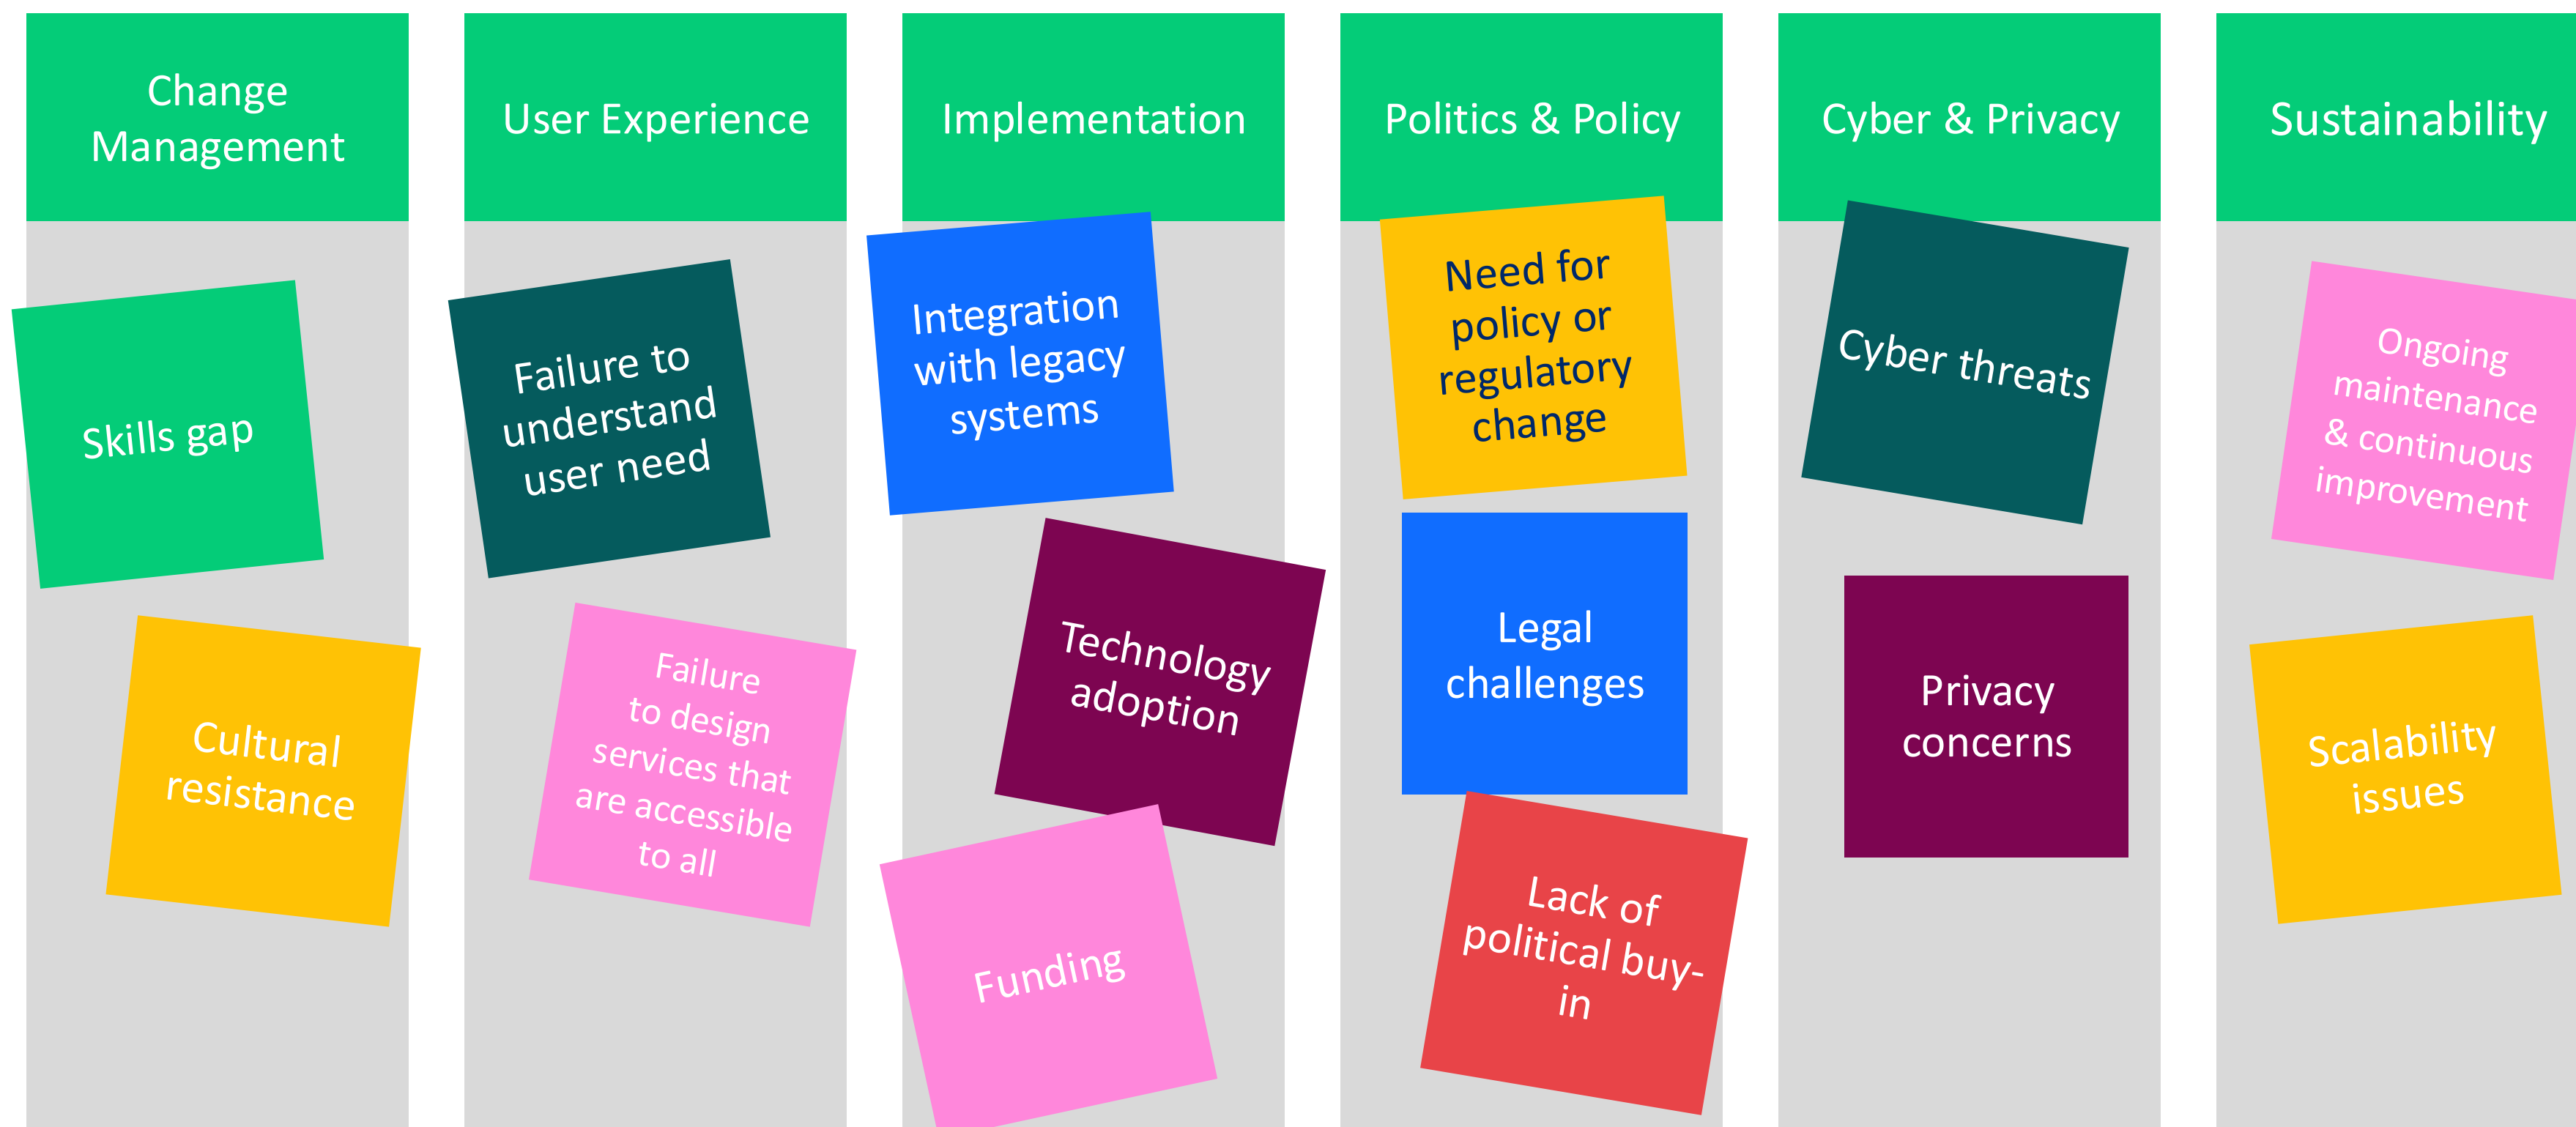 Change
Management
User Experience
Implementation
Politics & Policy
Cyber & Privacy
Sustainability
Skills gap
Cultural
resistance
Failure to
understand
user need
Failure
to design
services that
are accessible
to all
Integration
with legacy
systems
Technology
adoption
Funding
Need for
policy or
regulatory
change
Legal
challenges
Lack of
political buy-
in
Cyber threats
Privacy
concerns
Ongoing
maintenance
& continuous
improvement
Scalability
issues